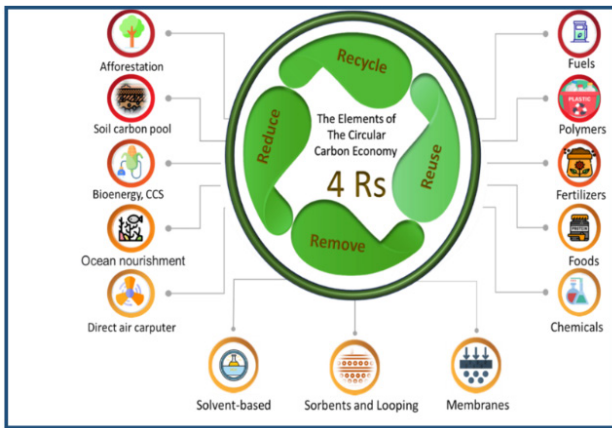 Recycle
Afforestation
Fuels
The Elements of
The Circular
Carbon Economy
4 Rs
Reduce
Reuse
PLASTIC
Soil carbon pool
Polymers
Bioenergy, CCS
Fertilizers
Remove
PROTEIN
Ocean nourishment
Foods
Direct air carputer
Chemicals
Solvent-based
Sorbents and Looping
Membranes